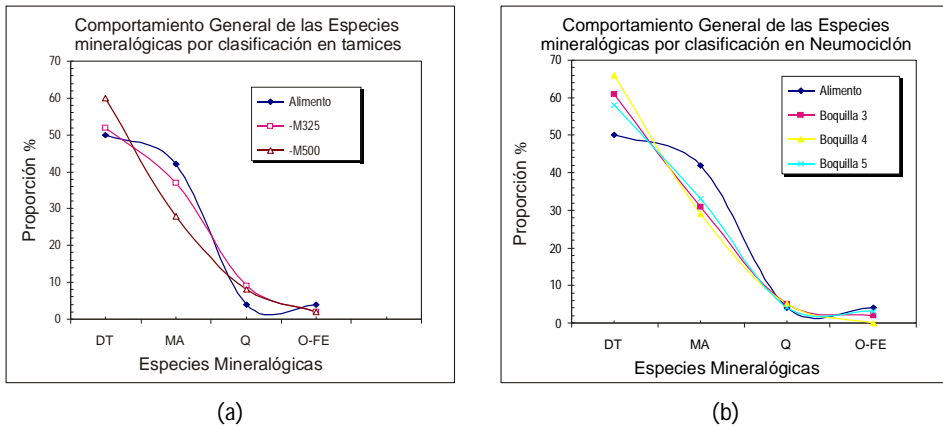 Comportamiento General de las Especies
mineralógicas por clasificación en tamices
70
60
50
40
30
20
10
0
Proporción %
Alimento
-M325
-M500
DT MA Q O-FE
Especies Mineralógicas
(a)
Comportamiento General de las Especies
mineralógicas por clasificación en Neumociclón
70
60
50
40
30
20
10
0
Proporción %
Alimento
Boquilla 3
Boquilla 4
Boquilla 5
DT MA Q O-FE
Especies Mineralógicas
(b)